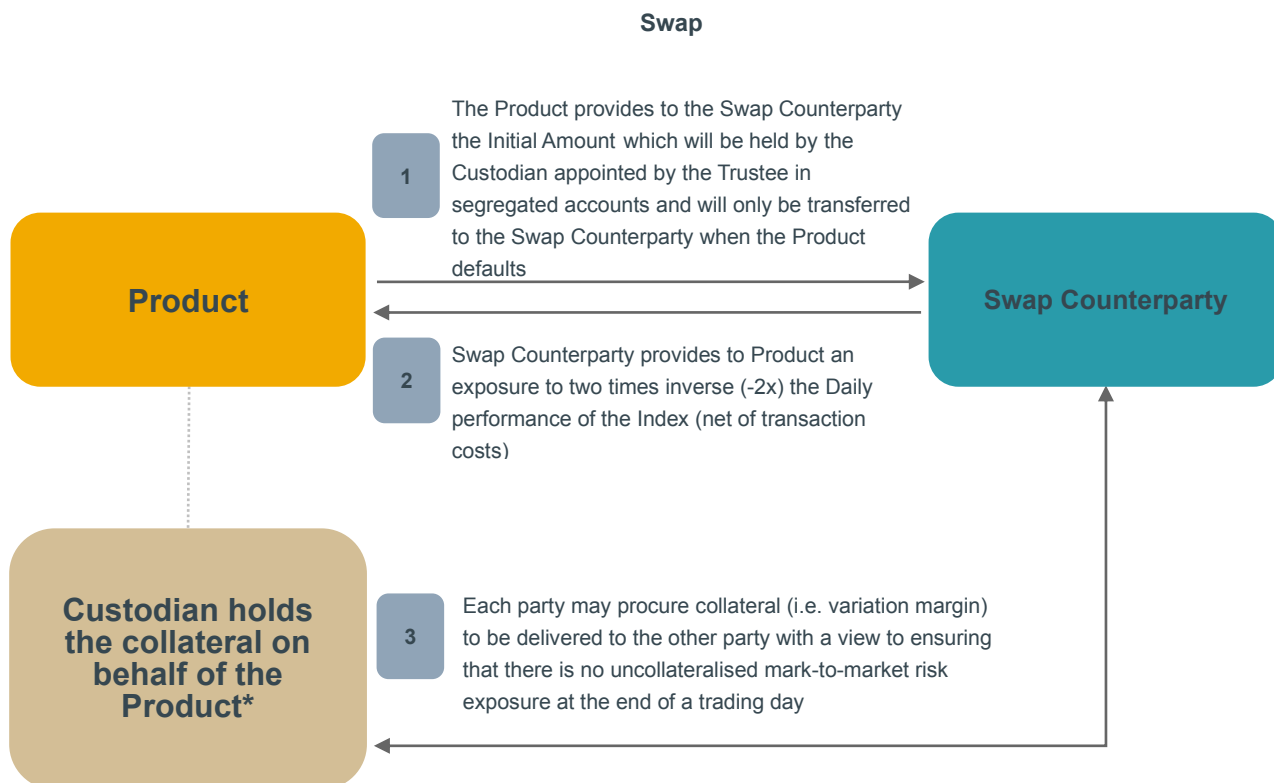 Swap
The Product provides to the Swap Counterparty
the Initial Amount which will be held by the
Custodian appointed by the Trustee in
segregated accounts and will only be transferred
to the Swap Counterparty when the Product
defaults
1
Product
Swap Counterparty
2
Swap Counterparty provides to Product an
exposure to two times inverse (-2x) the Daily
performance of the Index (net of transaction
costs)
Custodian holds
the collateral on
behalf of the
Product*
3
Each party may procure collateral (i.e. variation margin)
to be delivered to the other party with a view to ensuring
that there is no uncollateralised mark-to-market risk
exposure at the end of a trading day